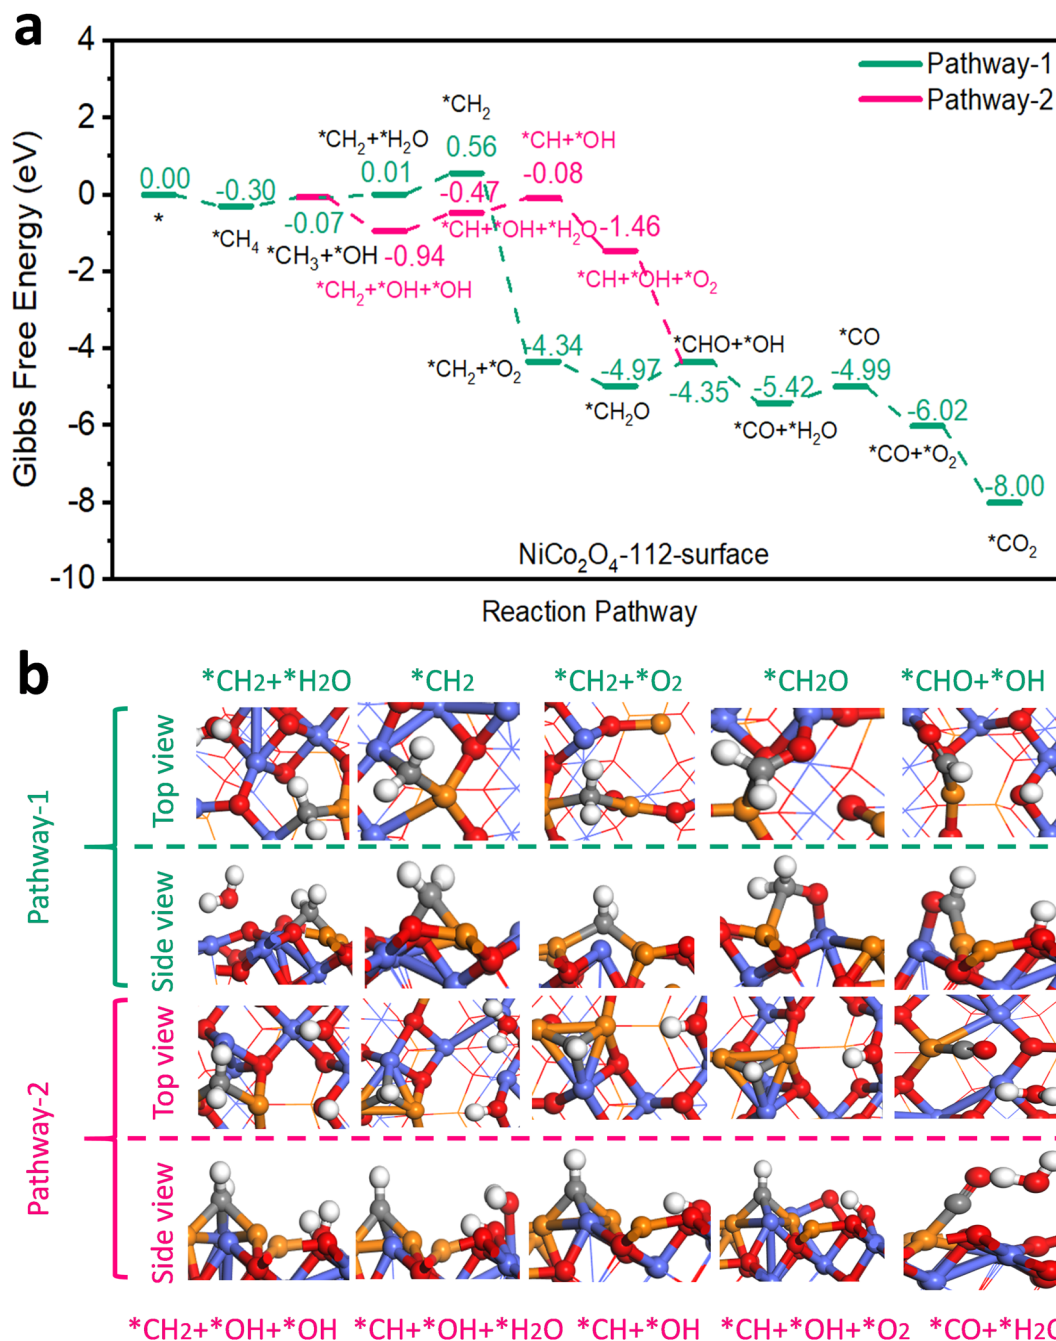 a
4
2
0
-2
-4
-6
-8
-10
Gibbs Free Energy (eV)
Pathway-1
Pathway-2
*CH₂
*CH₂+*H₂O
*CH+*OH
0.56
0.00
-0.30
0.01
-0.47
-0.08
*
-0.07
*CH₄
*CH₃+*OH
-0.94
*CH+*OH+*H₂O
-1.46
*CH₂+*OH+*OH
*CH+*OH+*O₂
-4.34
*CHO+*OH
*CO
*CH₂+*O₂
-4.97
-4.35
-5.42
-4.99
*CH₂O
*CO+*H₂O
-6.02
*CO+*O₂
-8.00
*CO₂
NiCo₂O₄-112-surface
Reaction Pathway
b
*CH2+*H2O
*CH2
*CH2+*O2
*CH2O
*CHO+*OH
Pathway-1
Top view
Side view
Pathway-2
Top view
Side view
*CH2+*OH+*OH
*CH+*OH+*H2O
*CH+*OH
*CH+*OH+*O2
*CO+*H2O